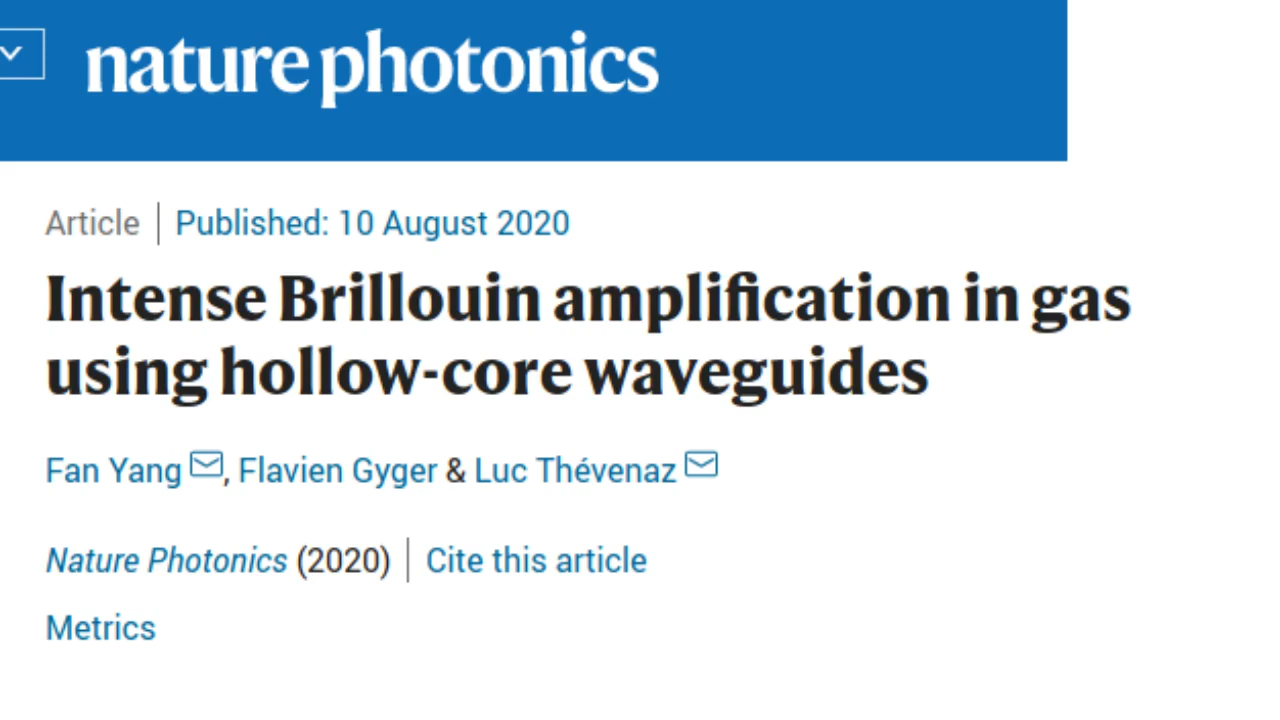 nature photonics
Article | Published: 10 August 2020
Intense Brillouin amplification in gas
using hollow-core waveguides
Fan Yang, Flavien Gyger & Luc Thévenaz
Nature Photonics (2020) | Cite this article
Metrics